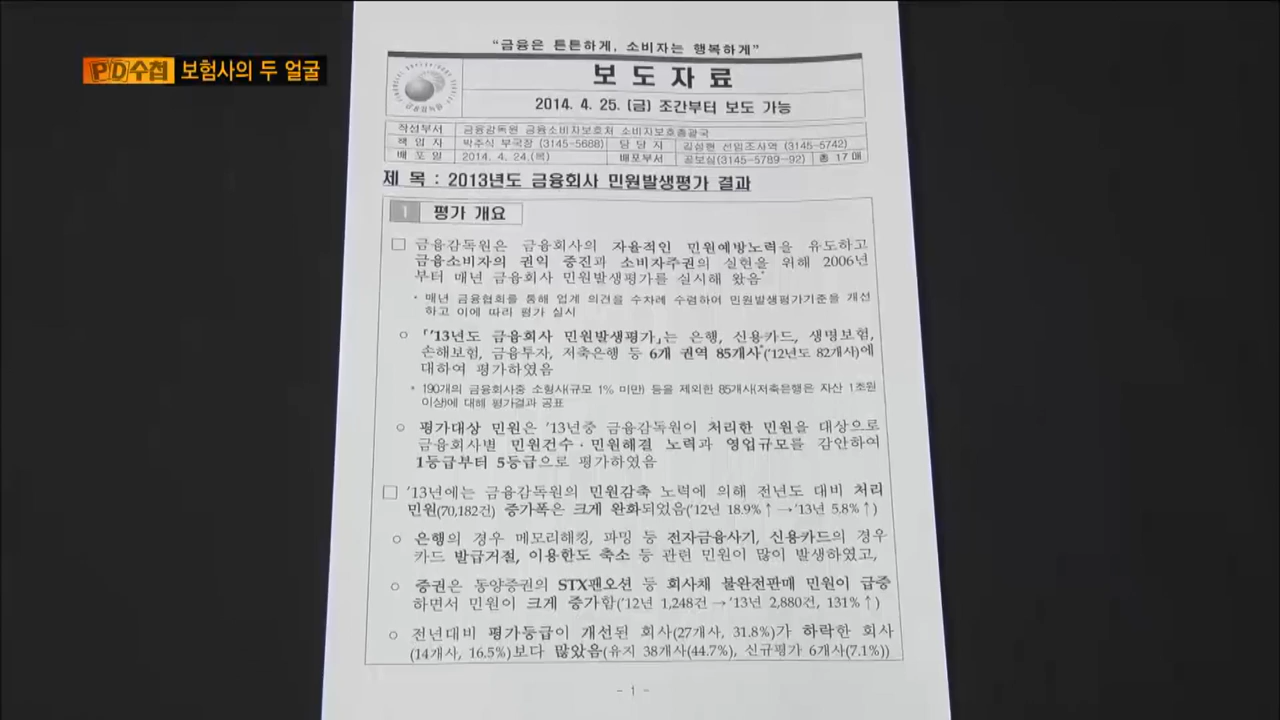 PD수첩 보험사의 두 얼굴
"금융은 튼튼하게, 소비자는 행복하게"
보도자료
금융감독원
2014. 4. 25. (금) 조간부터 보도 가능
작성부서 금융감독원 금융소비자보호처 소비자보호총괄국
책 임 자 박주식 부국장 (3145-5688) 담 당 자 김성현 선임조사역 (3145-5742)
배 포 일 2014. 4. 24.(목) 배포부서 공보실(3145-5789~92) 총 17 매
제 목 : 2013년도 금융회사 민원발생평가 결과
1 평가 개요
□ 금융감독원은 금융회사의 자율적인 민원예방노력을 유도하고
금융소비자의 권익 증진과 소비자주권의 실현을 위해 2006년
부터 매년 금융회사 민원발생평가를 실시해 왔음*
* 매년 금융협회를 통해 업계 의견을 수차례 수렴하여 민원발생평가기준을 개선
하고 이에 따라 평가 실시
○ 「'13년도 금융회사 민원발생평가」는 은행, 신용카드, 생명보험,
손해보험, 금융투자, 저축은행 등 6개 권역 85개사*('12년도 82개사)에
대하여 평가하였음
* 190개의 금융회사중 소형사(규모 1% 미만) 등을 제외한 85개사(저축은행은 자산 1조원
이상)에 대해 평가결과 공표
○ 평가대상 민원은 '13년중 금융감독원이 처리한 민원을 대상으로
금융회사별 민원건수·민원해결 노력과 영업규모를 감안하여
1등급부터 5등급으로 평가하였음
□ '13년에는 금융감독원의 민원감축 노력에 의해 전년도 대비 처리
민원(70,182건) 증가폭은 크게 완화되었음('12년 18.9%↑→'13년 5.8%↑)
○ 은행의 경우 메모리해킹, 파밍 등 전자금융사기, 신용카드의 경우
카드 발급거절, 이용한도 축소 등 관련 민원이 많이 발생하였고,
○ 증권은 동양증권의 STX팬오션 등 회사채 불완전판매 민원이 급증
하면서 민원이 크게 증가함('12년 1,248건→'13년 2,880건, 131%↑)
○ 전년대비 평가등급이 개선된 회사(27개사, 31.8%)가 하락한 회사
(14개사, 16.5%)보다 많았음(유지 38개사(44.7%), 신규평가 6개사(7.1%))
- 1 -